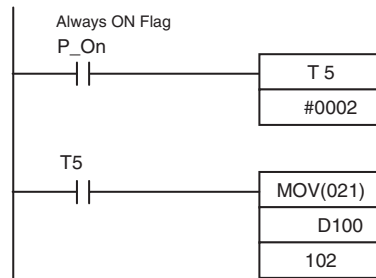 Always ON Flag
P_On
T 5
#0002
T5
MOV(021)
D100
102